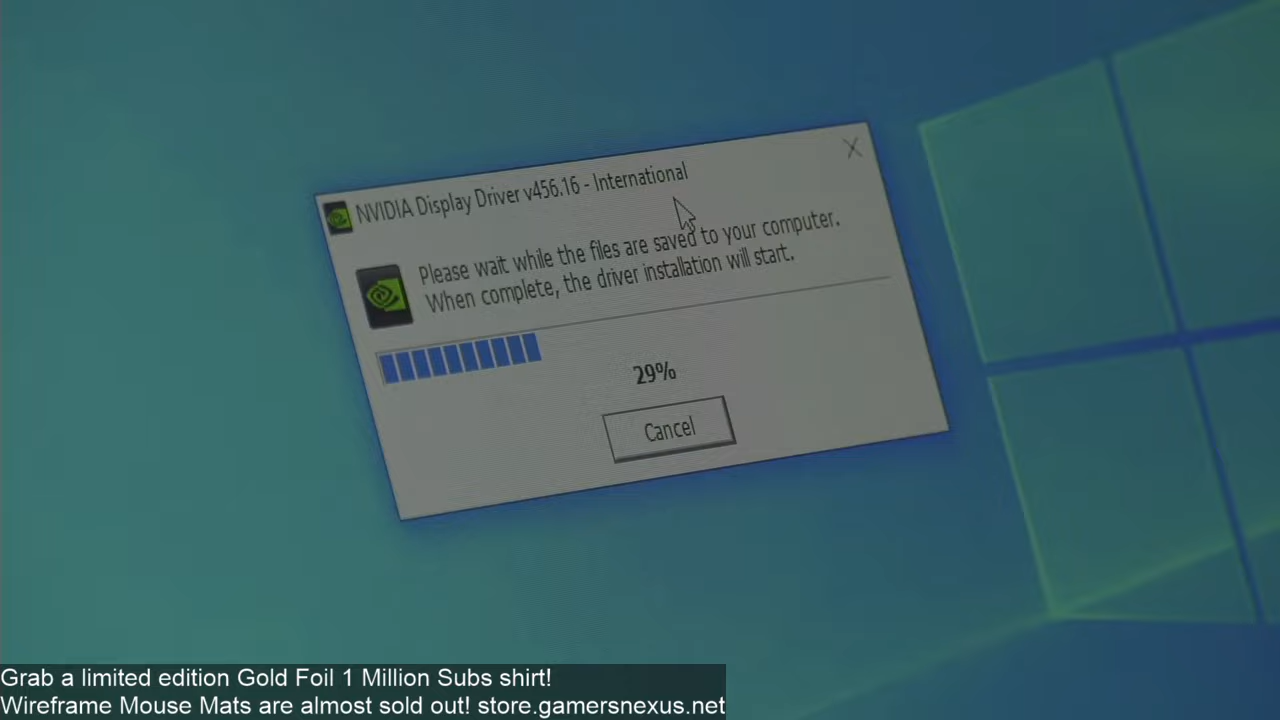 NVIDIA Display Driver v456.16 - International
Please wait while the files are saved to your computer.
When complete, the driver installation will start.
29%
Cancel
Grab a limited edition Gold Foil 1 Million Subs shirt!
Wireframe Mouse Mats are almost sold out! store.gamersnexus.net